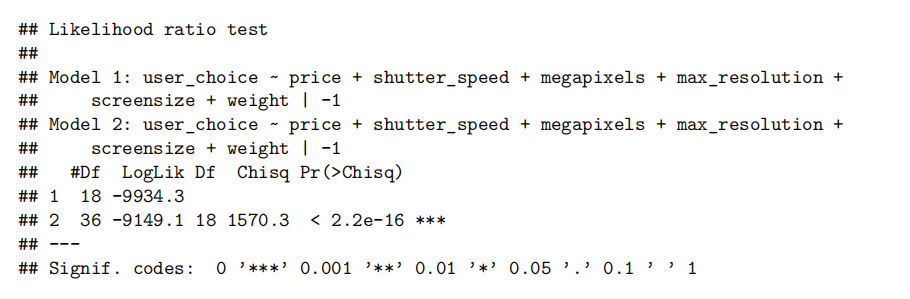 ## Likelihood ratio test
##
## Model 1: user_choice ~ price + shutter_speed + megapixels + max_resolution +
##     screensize + weight | -1
## Model 2: user_choice ~ price + shutter_speed + megapixels + max_resolution +
##     screensize + weight | -1
##   #Df  LogLik Df  Chisq Pr(>Chisq)
## 1  18 -9934.3
## 2  36 -9149.1 18 1570.3  < 2.2e-16 ***
## ---
## Signif. codes:  0 ’***’ 0.001 ’**’ 0.01 ’*’ 0.05 ’.’ 0.1 ’ ’ 1